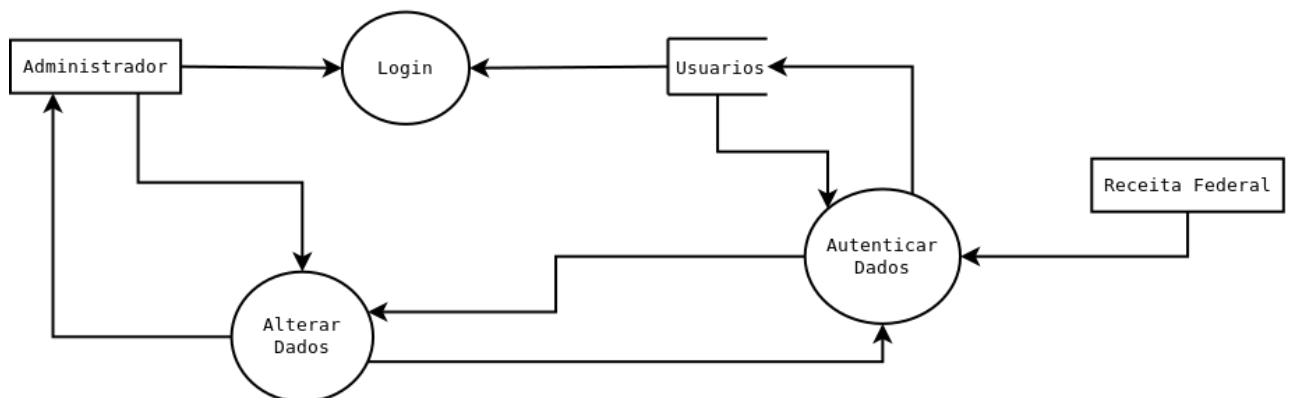 Administrador
Login
Usuarios
Receita Federal
Autenticar
Dados
Alterar
Dados